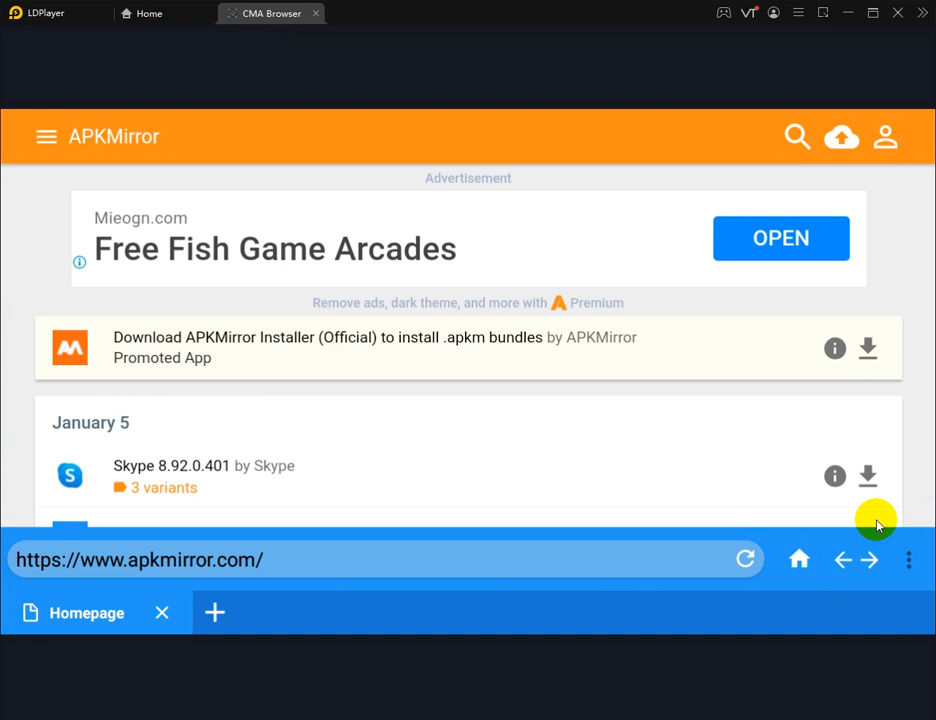 LDPlayer
Home
CMA Browser
VT
APKMirror
Advertisement
Mieogn.com
Free Fish Game Arcades
OPEN
Remove ads, dark theme, and more with Premium
Download APKMirror Installer (Official) to install .apkm bundles by APKMirror
Promoted App
January 5
Skype 8.92.0.401 by Skype
3 variants
https://www.apkmirror.com/
Homepage